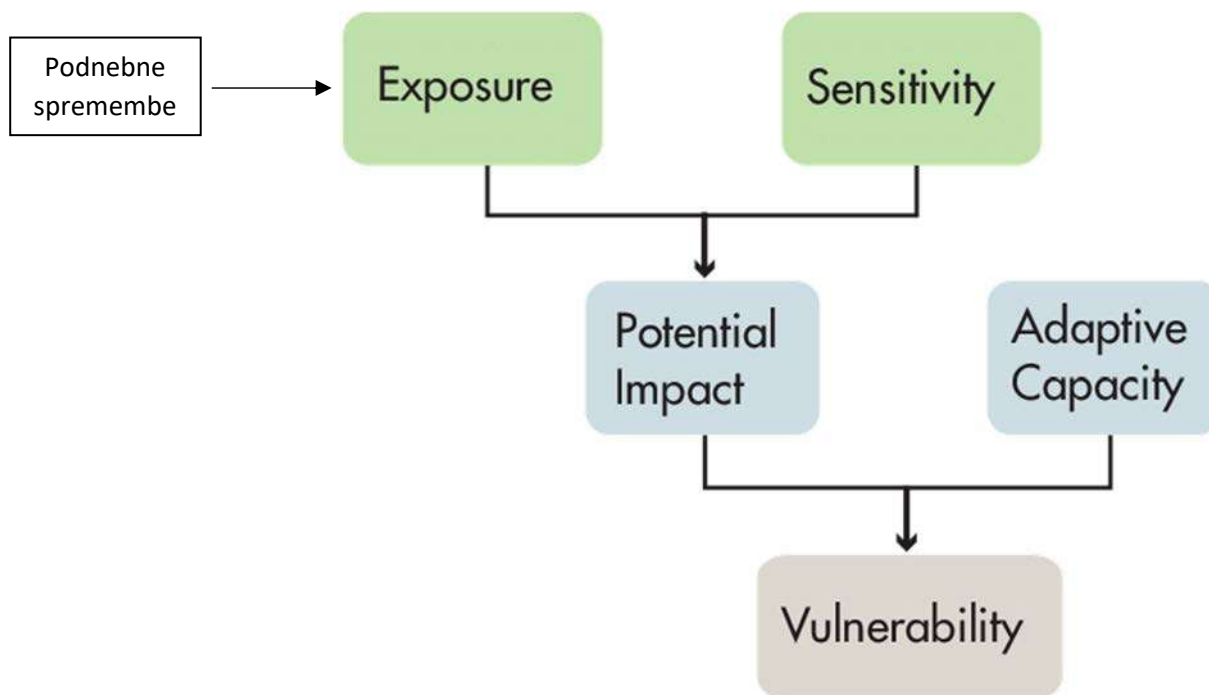 Podnebne
spremembe
Exposure
Sensitivity
Potential
Impact
Adaptive
Capacity
Vulnerability